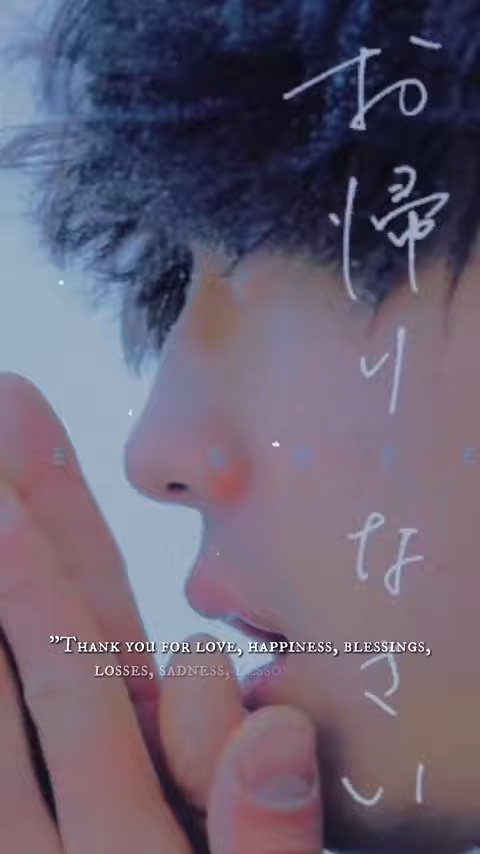 お帰りなさい
"Thank you for love, happiness, blessings,
losses, sadness,